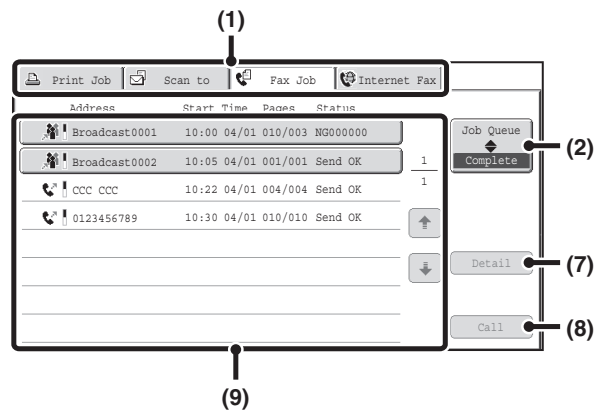 (1)
Print Job Scan to Fax Job Internet Fax
Address Start Time Pages Status
Broadcast0001 10:00 04/01 010/003 NG000000
Broadcast0002 10:05 04/01 001/001 Send OK
CCC CCC 10:22 04/01 004/004 Send OK
0123456789 10:30 04/01 010/010 Send OK
1
1
Job Queue
Complete
(2)
Detail
(7)
Call
(8)
(9)